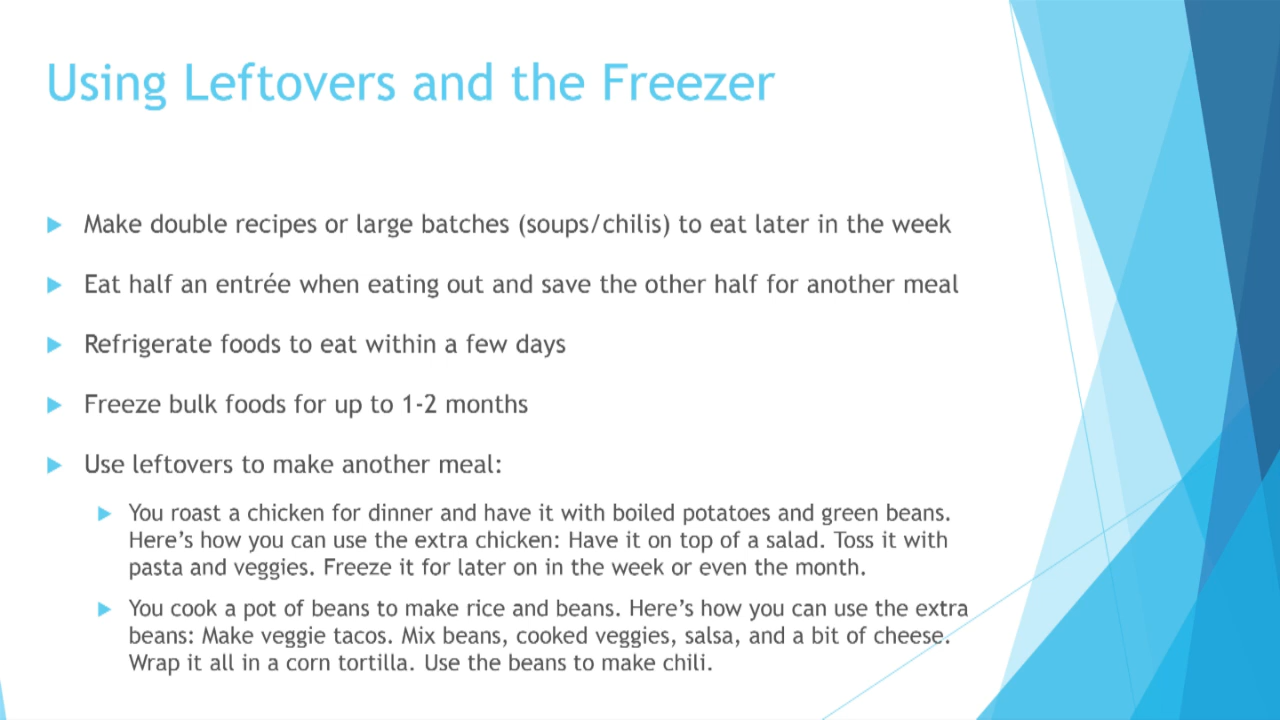 Using Leftovers and the Freezer
Make double recipes or large batches (soups/chilis) to eat later in the week
Eat half an entrée when eating out and save the other half for another meal
Refrigerate foods to eat within a few days
Freeze bulk foods for up to 1-2 months
Use leftovers to make another meal:
You roast a chicken for dinner and have it with boiled potatoes and green beans.
Here’s how you can use the extra chicken: Have it on top of a salad. Toss it with
pasta and veggies. Freeze it for later on in the week or even the month.
You cook a pot of beans to make rice and beans. Here’s how you can use the extra
beans: Make veggie tacos. Mix beans, cooked veggies, salsa, and a bit of cheese.
Wrap it all in a corn tortilla. Use the beans to make chili.